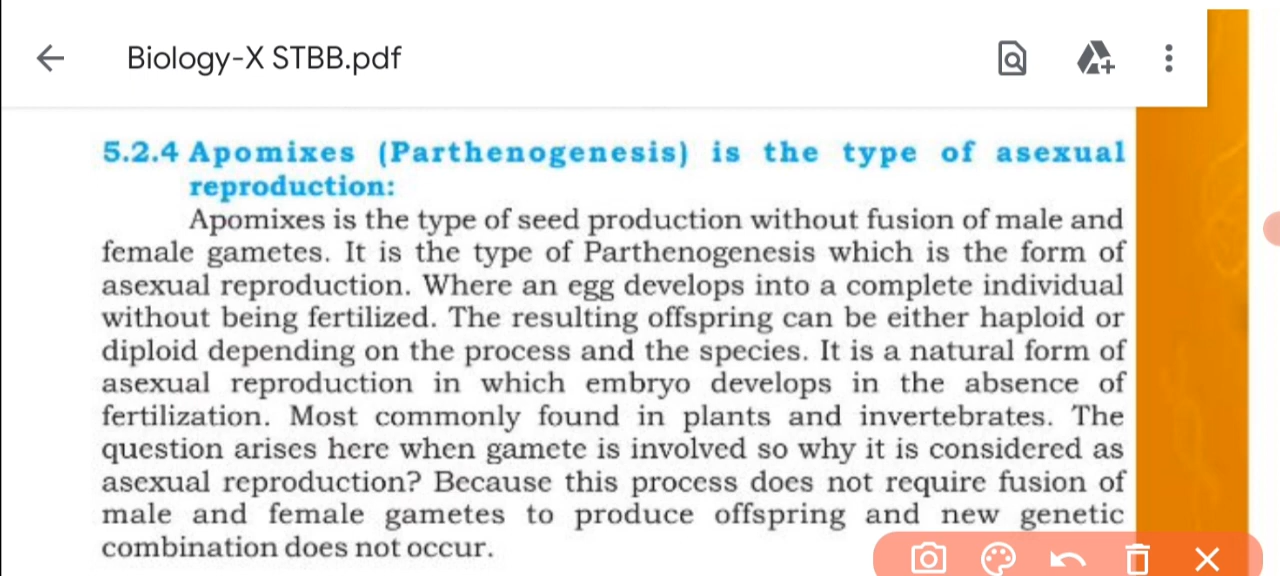 Biology-X STBB.pdf
5.2.4 Apomixes (Parthenogenesis) is the type of asexual
reproduction:
Apomixes is the type of seed production without fusion of male and
female gametes. It is the type of Parthenogenesis which is the form of
asexual reproduction. Where an egg develops into a complete individual
without being fertilized. The resulting offspring can be either haploid or
diploid depending on the process and the species. It is a natural form of
asexual reproduction in which embryo develops in the absence of
fertilization. Most commonly found in plants and invertebrates. The
question arises here when gamete is involved so why it is considered as
asexual reproduction? Because this process does not require fusion of
male and female gametes to produce offspring and new genetic
combination does not occur.